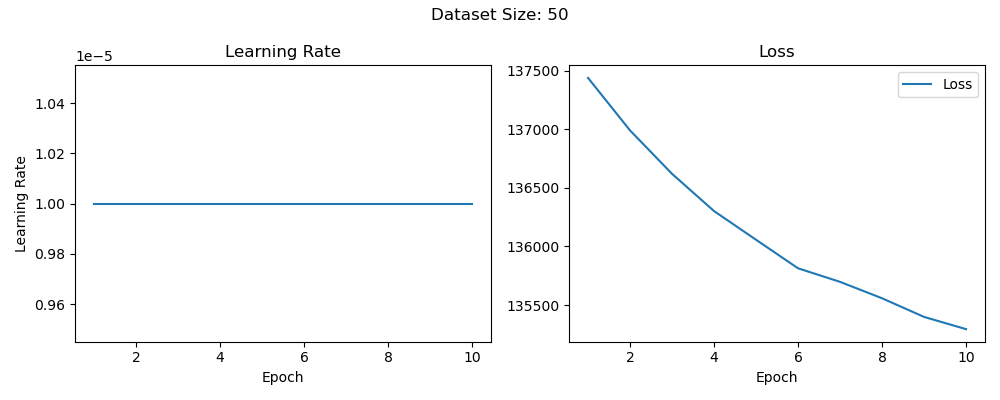 Dataset Size: 50
Learning Rate
1e−5
1.04
1.02
1.00
0.98
0.96
Learning Rate
2 4 6 8 10
Epoch
Loss
Loss
137500
137000
136500
136000
135500
2 4 6 8 10
Epoch